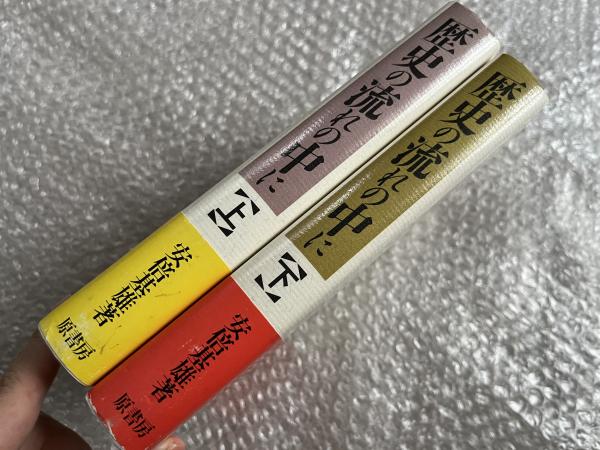 歴史の流れの中に
【上】
安倍基雄著
原書房
歴史の流れの中に
【下】
安倍基雄著
原書房